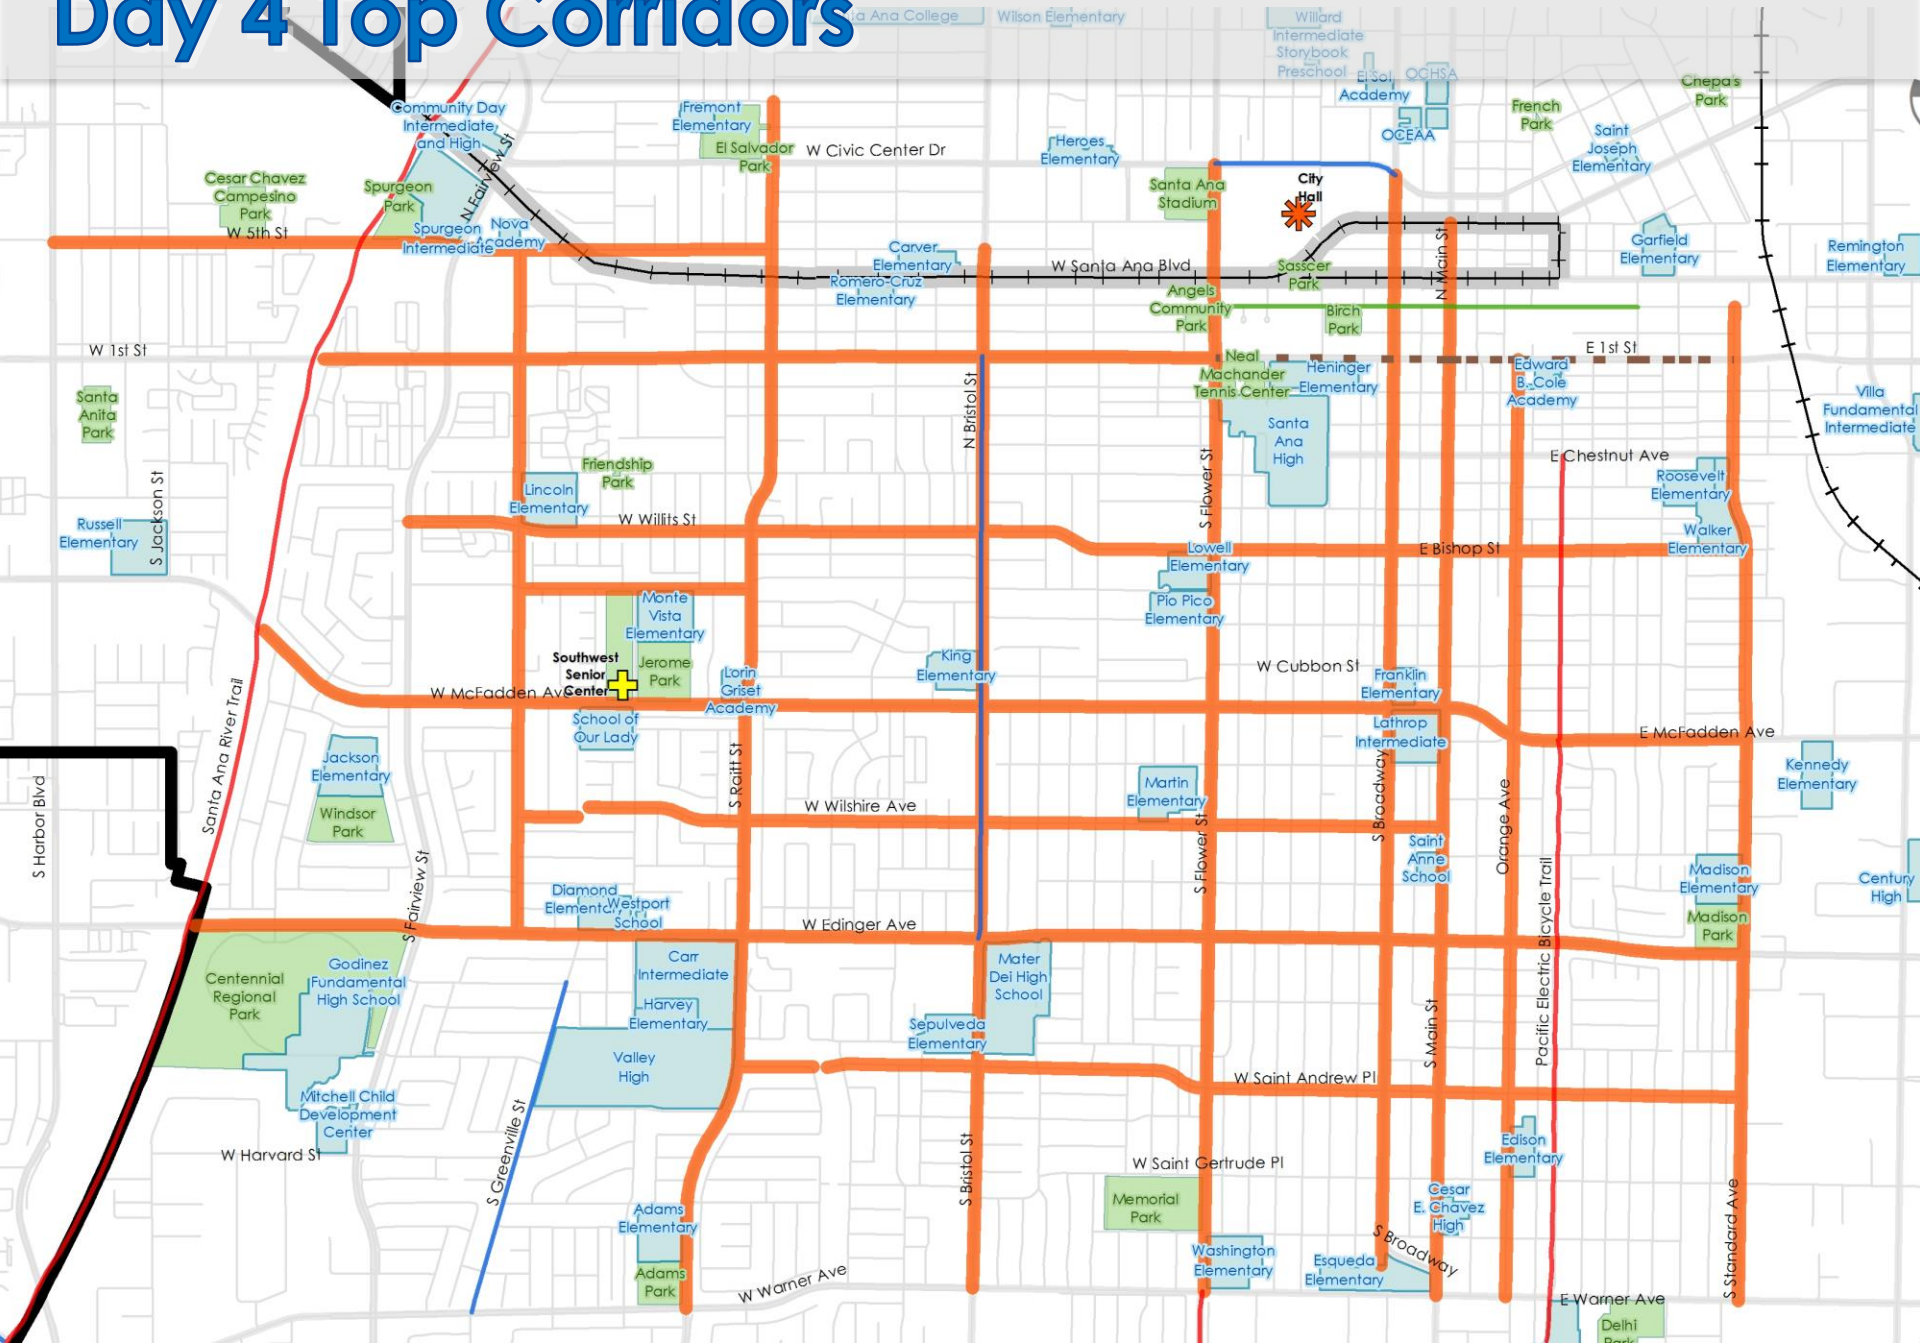 Day 4 Top Corridors
Santa Ana College
Wilson Elementary
Willard
Intermediate
Storybook
Preschool
El Sol
Academy
OCHSA
OCEAA
Chepa's
Park
French
Park
Saint
Joseph
Elementary
Community Day
Intermediate
and High
Fremont
Elementary
El Salvador
Park
W Civic Center Dr
Heroes
Elementary
Santa Ana
Stadium
City
Hall
Cesar Chavez
Campesino
Park
Spurgeon
Park
N Fairview St
W 5th St
Spurgeon
Intermediate
Nova
Academy
Carver
Elementary
Romero-Cruz
Elementary
W Santa Ana Blvd
Sasscer
Park
N Main St
Garfield
Elementary
Remington
Elementary
Angels
Community
Park
Birch
Park
W 1st St
E 1st St
Neal
Machander
Tennis Center
Heninger
Elementary
Edward
B. Cole
Academy
Santa
Anita
Park
N Bristol St
Santa
Ana
High
Villa
Fundamental
Intermediate
Friendship
Park
Lincoln
Elementary
S Flower St
E Chestnut Ave
Roosevelt
Elementary
Russell
Elementary
S Jackson St
W Willits St
Walker
Elementary
Lowell
Elementary
E Bishop St
Pio Pico
Elementary
Monte
Vista
Elementary
Southwest
Senior
Center
Jerome
Park
Lorin
Griset
Academy
King
Elementary
W Cubbon St
Franklin
Elementary
W McFadden Ave
School of
Our Lady
Lathrop
Intermediate
E McFadden Ave
Santa Ana River Trail
Jackson
Elementary
Windsor
Park
S Harbor Blvd
S Raitt St
W Wilshire Ave
Martin
Elementary
S Flower St
S Broadway
Saint
Anne
School
Orange Ave
Kennedy
Elementary
Madison
Elementary
Madison
Park
Century
High
S Fairview St
Diamond
Elementary
Westport
School
W Edinger Ave
Pacific Electric Bicycle Trail
Centennial
Regional
Park
Godinez
Fundamental
High School
Carr
Intermediate
Harvey
Elementary
Valley
High
Mater
Dei High
School
Sepulveda
Elementary
S Main St
W Saint Andrew Pl
Mitchell Child
Development
Center
W Harvard St
S Greenville St
S Bristol St
W Saint Gertrude Pl
Edison
Elementary
Memorial
Park
Cesar
E. Chavez
High
Adams
Elementary
Adams
Park
W Warner Ave
Washington
Elementary
Esqueda
Elementary
S Broadway
S Standard Ave
E Warner Ave
Delhi
Park